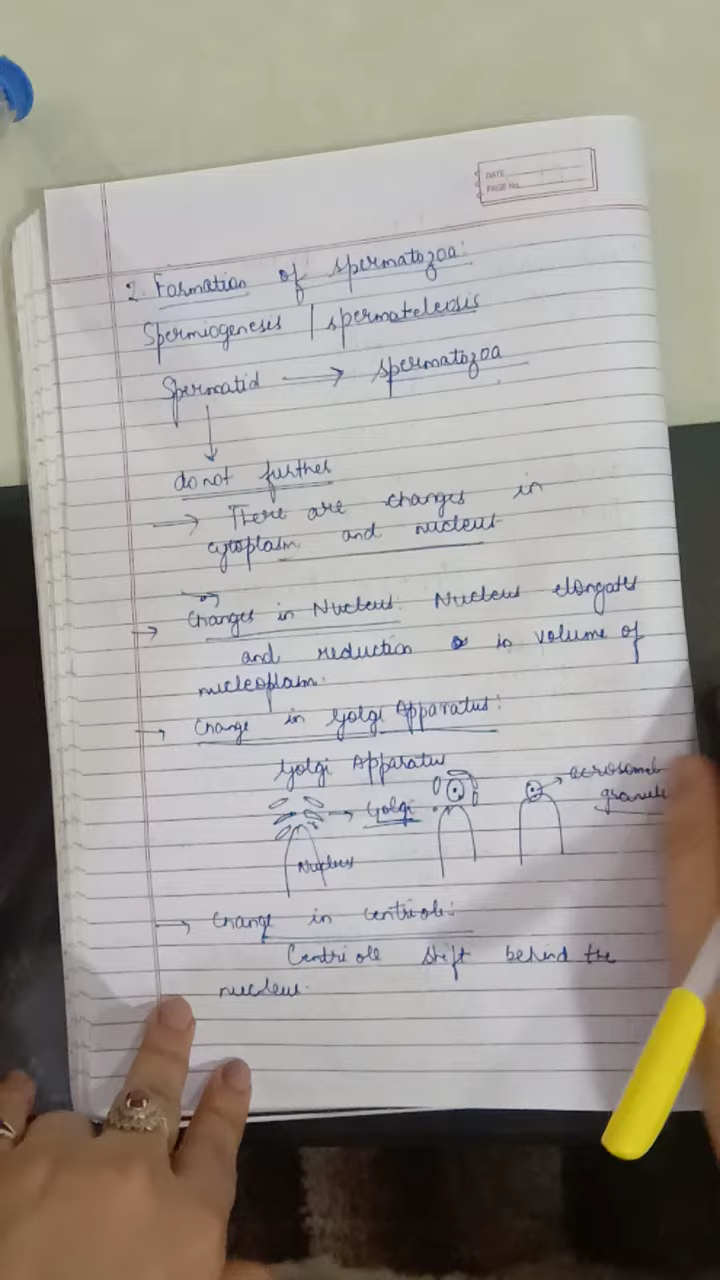 DATE
PAGE No.
2. Formation of spermatozoa:
Spermiogenesis / spermateleosis
Spermatid → spermatozoa
do not further
→ There are changes in
cytoplasm and nucleus
→ Changes in Nucleus: Nucleus elongates
and reduction in volume of
nucleoplasm.
→ Change in Golgi Apparatus:
Golgi Apparatus
→ Golgi
acrosomal
granule
Nucleus
→ Change in centriole:
Centriole shift behind the
nucleus.